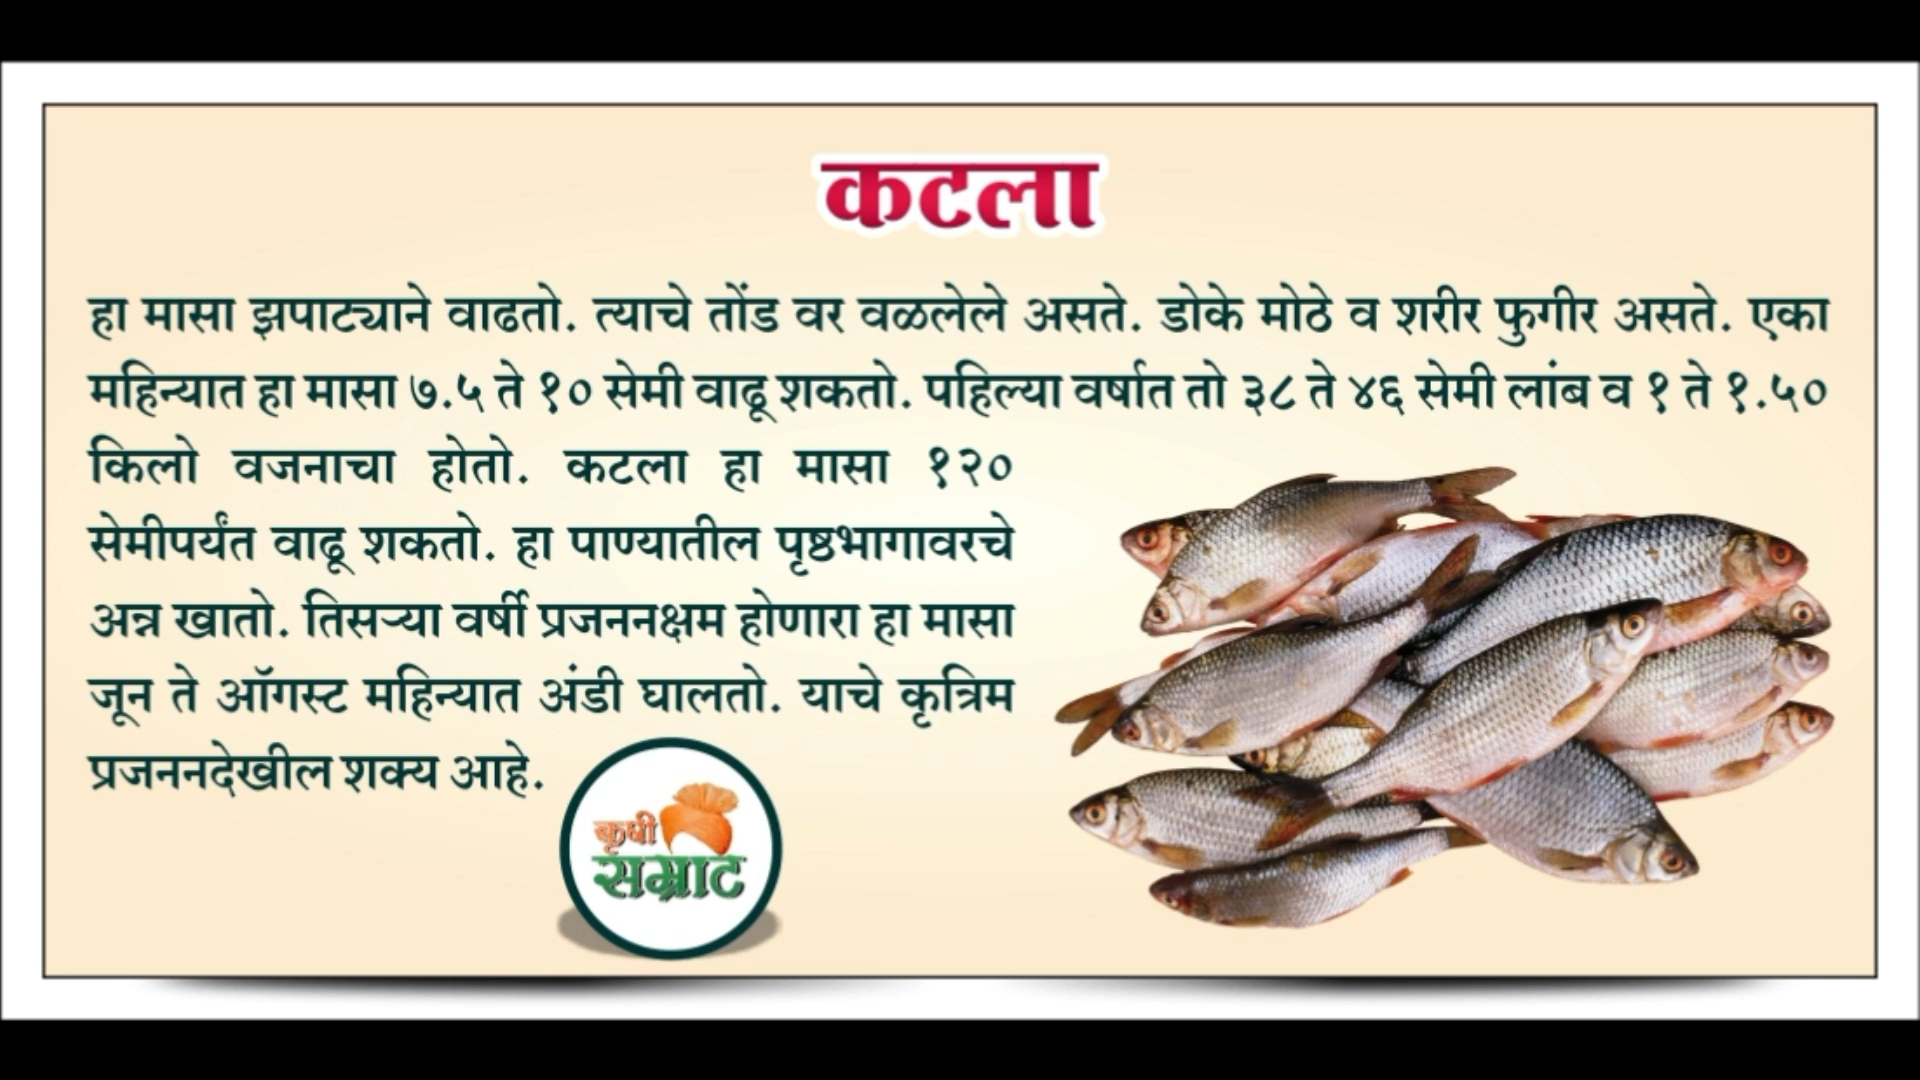 कटला
हा मासा झपाट्याने वाढतो. त्याचे तोंड वर वळलेले असते. डोके मोठे व शरीर फुगीर असते. एका
महिन्यात हा मासा ७.५ ते १० सेमी वाढू शकतो. पहिल्या वर्षात तो ३८ ते ४६ सेमी लांब व १ ते १.५०
किलो वजनाचा होतो. कटला हा मासा १२०
सेमीपर्यंत वाढू शकतो. हा पाण्यातील पृष्ठभागावरचे
अन्न खातो. तिसऱ्या वर्षी प्रजननक्षम होणारा हा मासा
जून ते ऑगस्ट महिन्यात अंडी घालतो. याचे कृत्रिम
प्रजननदेखील शक्य आहे.
कृषी
सम्राट